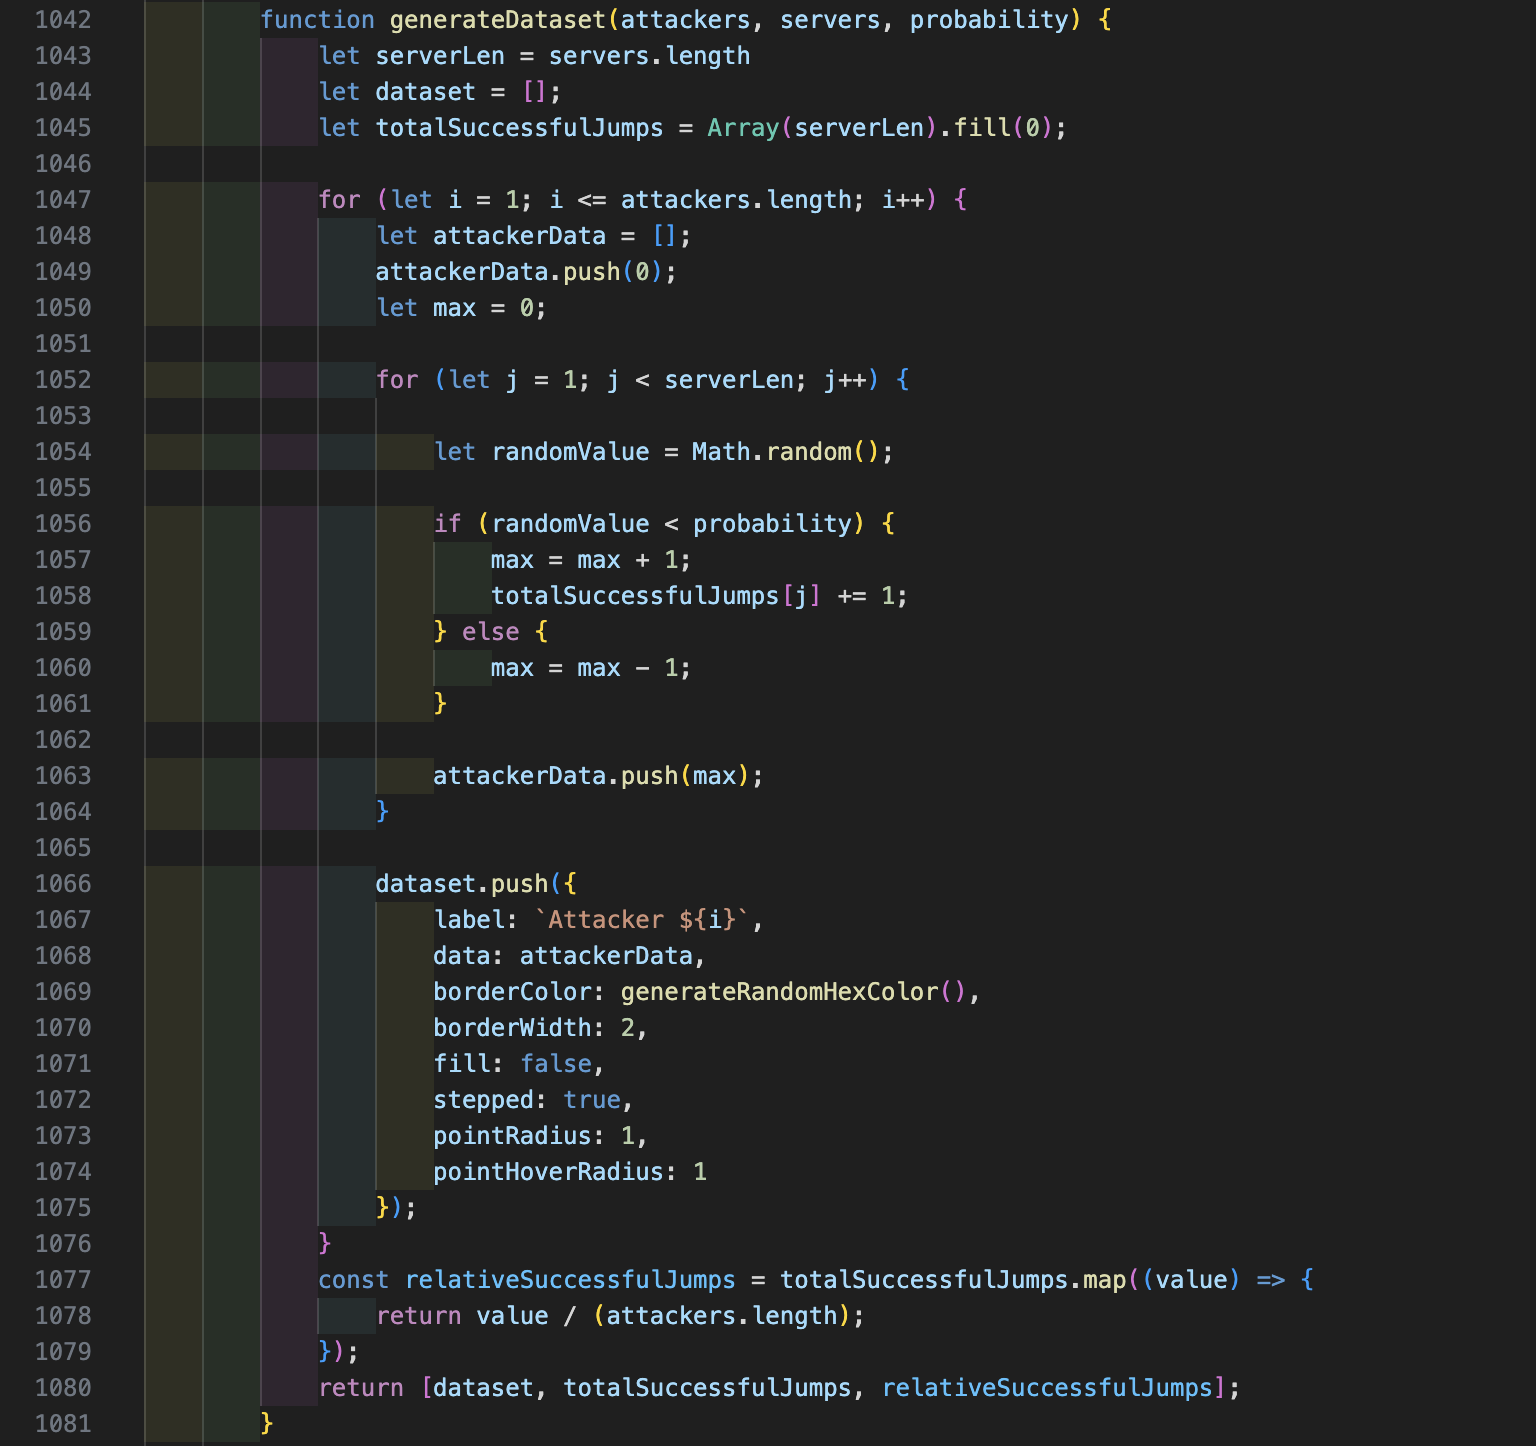 1042 function generateDataset(attackers, servers, probability) {
1043 let serverLen = servers.length
1044 let dataset = [];
1045 let totalSuccessfulJumps = Array(serverLen).fill(0);
1046
1047 for (let i = 1; i <= attackers.length; i++) {
1048 let attackerData = [];
1049 attackerData.push(0);
1050 let max = 0;
1051
1052 for (let j = 1; j < serverLen; j++) {
1053
1054 let randomValue = Math.random();
1055
1056 if (randomValue < probability) {
1057 max = max + 1;
1058 totalSuccessfulJumps[j] += 1;
1059 } else {
1060 max = max - 1;
1061 }
1062
1063 attackerData.push(max);
1064 }
1065
1066 dataset.push({
1067 label: `Attacker ${i}`,
1068 data: attackerData,
1069 borderColor: generateRandomHexColor(),
1070 borderWidth: 2,
1071 fill: false,
1072 stepped: true,
1073 pointRadius: 1,
1074 pointHoverRadius: 1
1075 });
1076 }
1077 const relativeSuccessfulJumps = totalSuccessfulJumps.map((value) => {
1078 return value / (attackers.length);
1079 });
1080 return [dataset, totalSuccessfulJumps, relativeSuccessfulJumps];
1081 }